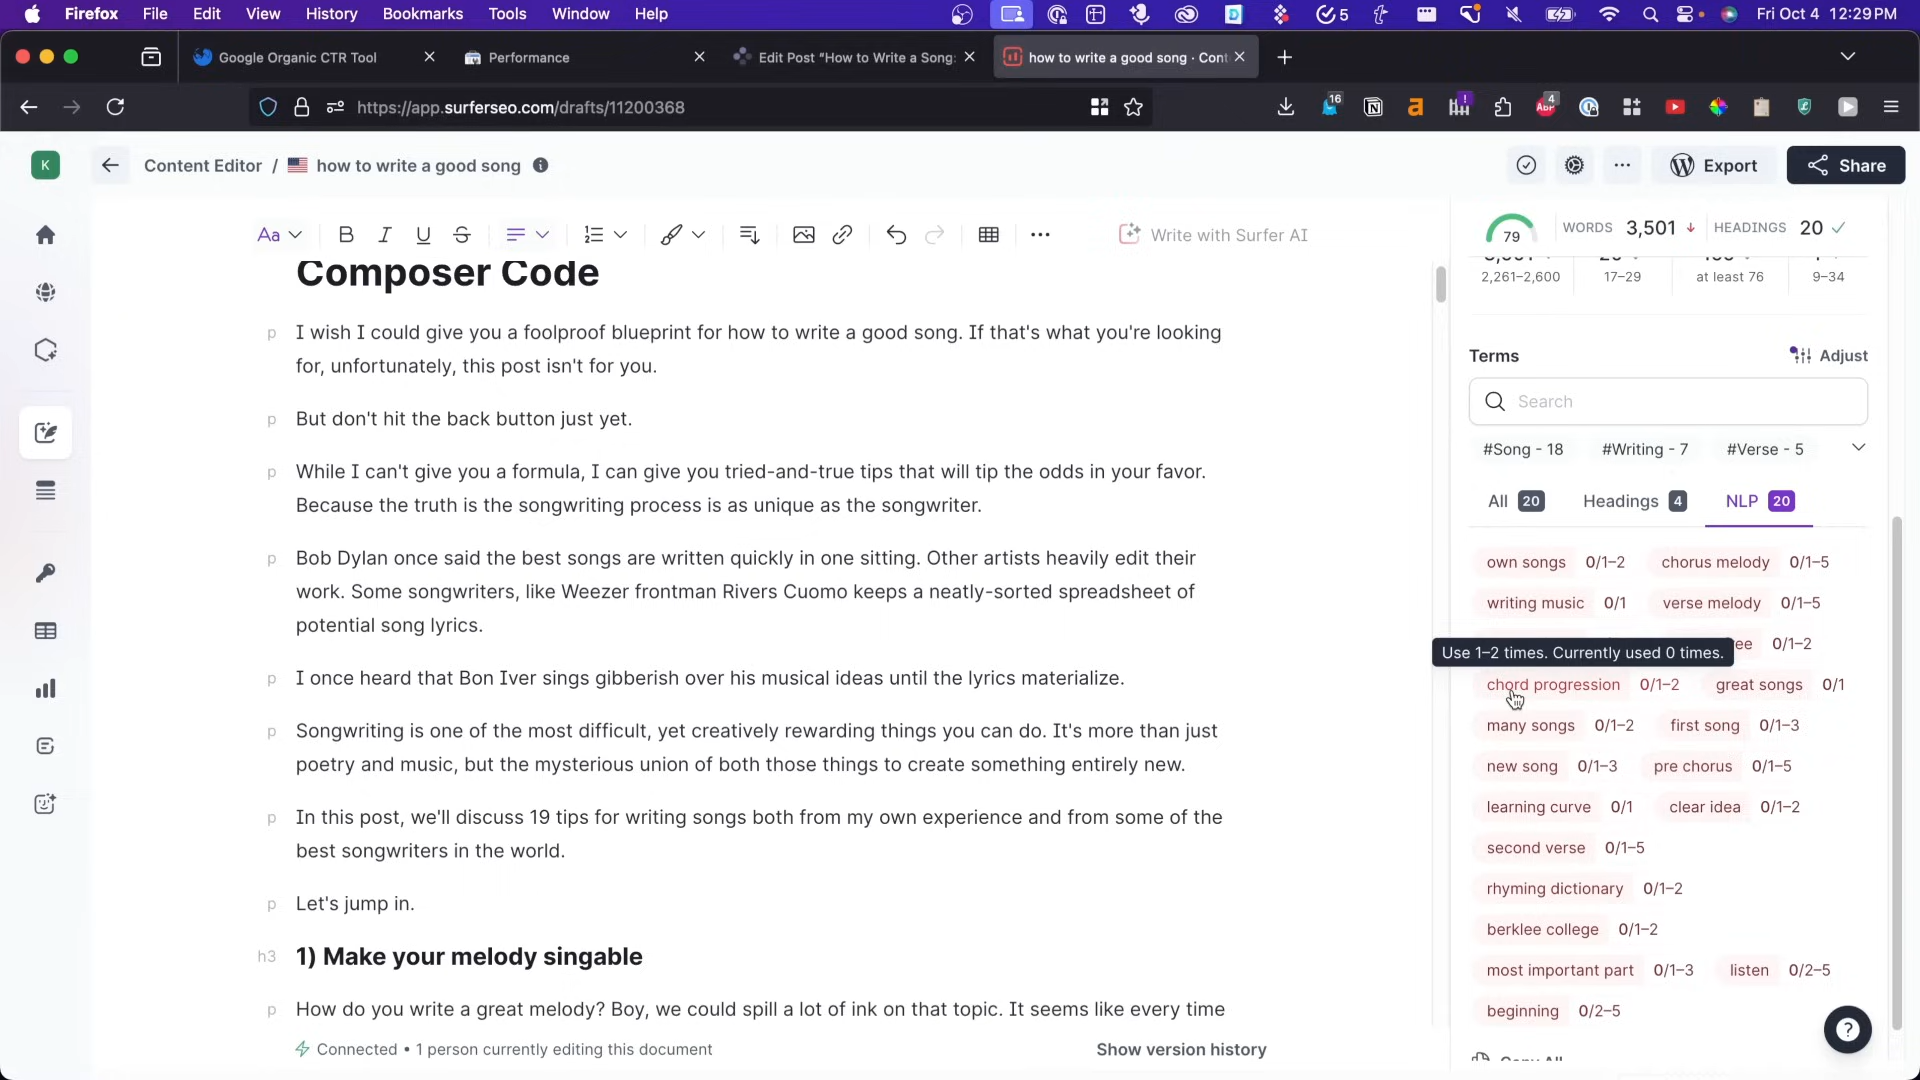 Firefox File Edit View History Bookmarks Tools Window Help 5 Fri Oct 4 12:29 PM
Google Organic CTR Tool Performance Edit Post "How to Write a Song: how to write a good song · Cont
https://app.surferseo.com/drafts/11200368 16 a ! ABP 4
K Content Editor / how to write a good song Export Share
Aa B I U S Write with Surfer AI
79 WORDS 3,501 HEADINGS 20
2,261–2,600 17–29 at least 76 9–34
Composer Code
p I wish I could give you a foolproof blueprint for how to write a good song. If that's what you're looking
for, unfortunately, this post isn't for you.
p But don't hit the back button just yet.
p While I can't give you a formula, I can give you tried-and-true tips that will tip the odds in your favor.
Because the truth is the songwriting process is as unique as the songwriter.
p Bob Dylan once said the best songs are written quickly in one sitting. Other artists heavily edit their
work. Some songwriters, like Weezer frontman Rivers Cuomo keeps a neatly-sorted spreadsheet of
potential song lyrics.
p I once heard that Bon Iver sings gibberish over his musical ideas until the lyrics materialize.
p Songwriting is one of the most difficult, yet creatively rewarding things you can do. It's more than just
poetry and music, but the mysterious union of both those things to create something entirely new.
p In this post, we'll discuss 19 tips for writing songs both from my own experience and from some of the
best songwriters in the world.
p Let's jump in.
h3 1) Make your melody singable
p How do you write a great melody? Boy, we could spill a lot of ink on that topic. It seems like every time
Connected • 1 person currently editing this document Show version history
Terms Adjust
Search
#Song - 18 #Writing - 7 #Verse - 5
All 20 Headings 4 NLP 20
own songs 0/1–2 chorus melody 0/1–5
writing music 0/1 verse melody 0/1–5
ee 0/1–2
Use 1–2 times. Currently used 0 times.
chord progression 0/1–2 great songs 0/1
many songs 0/1–2 first song 0/1–3
new song 0/1–3 pre chorus 0/1–5
learning curve 0/1 clear idea 0/1–2
second verse 0/1–5
rhyming dictionary 0/1–2
berklee college 0/1–2
most important part 0/1–3 listen 0/2–5
beginning 0/2–5
Copy All
?